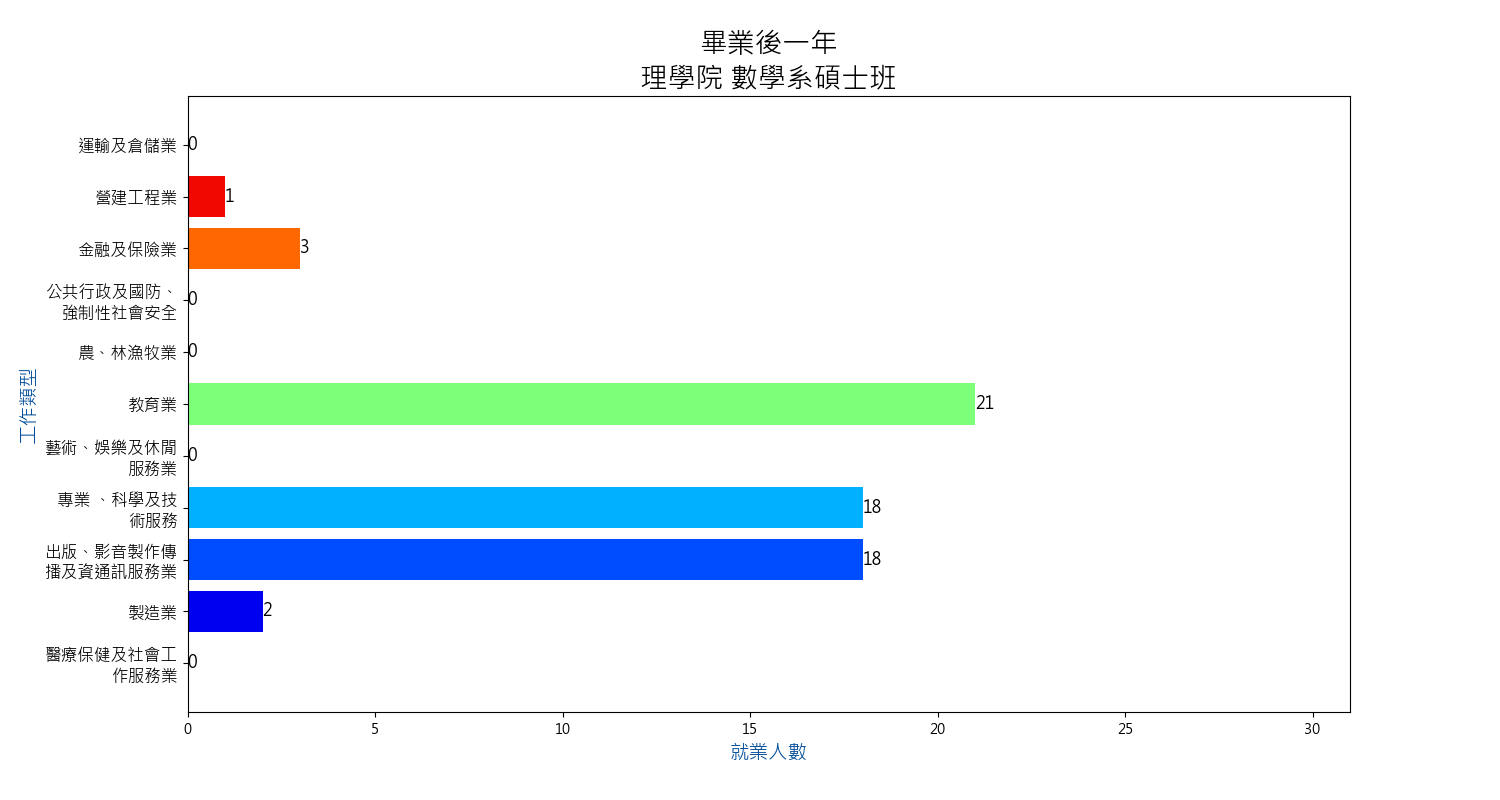 畢業後一年
理學院 數學系碩士班
運輸及倉儲業
0
營建工程業
1
金融及保險業
3
公共行政及國防、
強制性社會安全
0
農、林漁牧業
0
教育業
21
藝術、娛樂及休閒
服務業
0
專業 、科學及技
術服務
18
出版、影音製作傳
播及資通訊服務業
18
製造業
2
醫療保健及社會工
作服務業
0
工作類型
0 5 10 15 20 25 30
就業人數